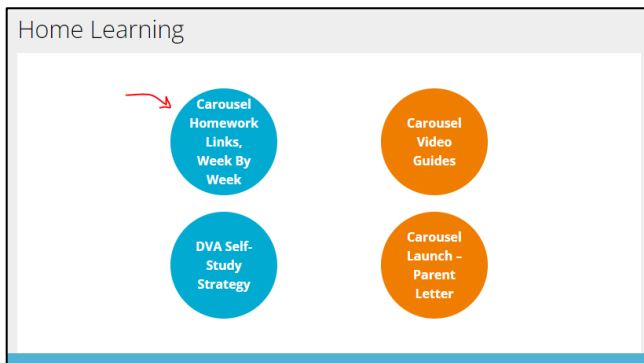 Home Learning
Carousel
Homework
Links,
Week By
Week
Carousel
Video
Guides
DVA Self-
Study
Strategy
Carousel
Launch –
Parent
Letter